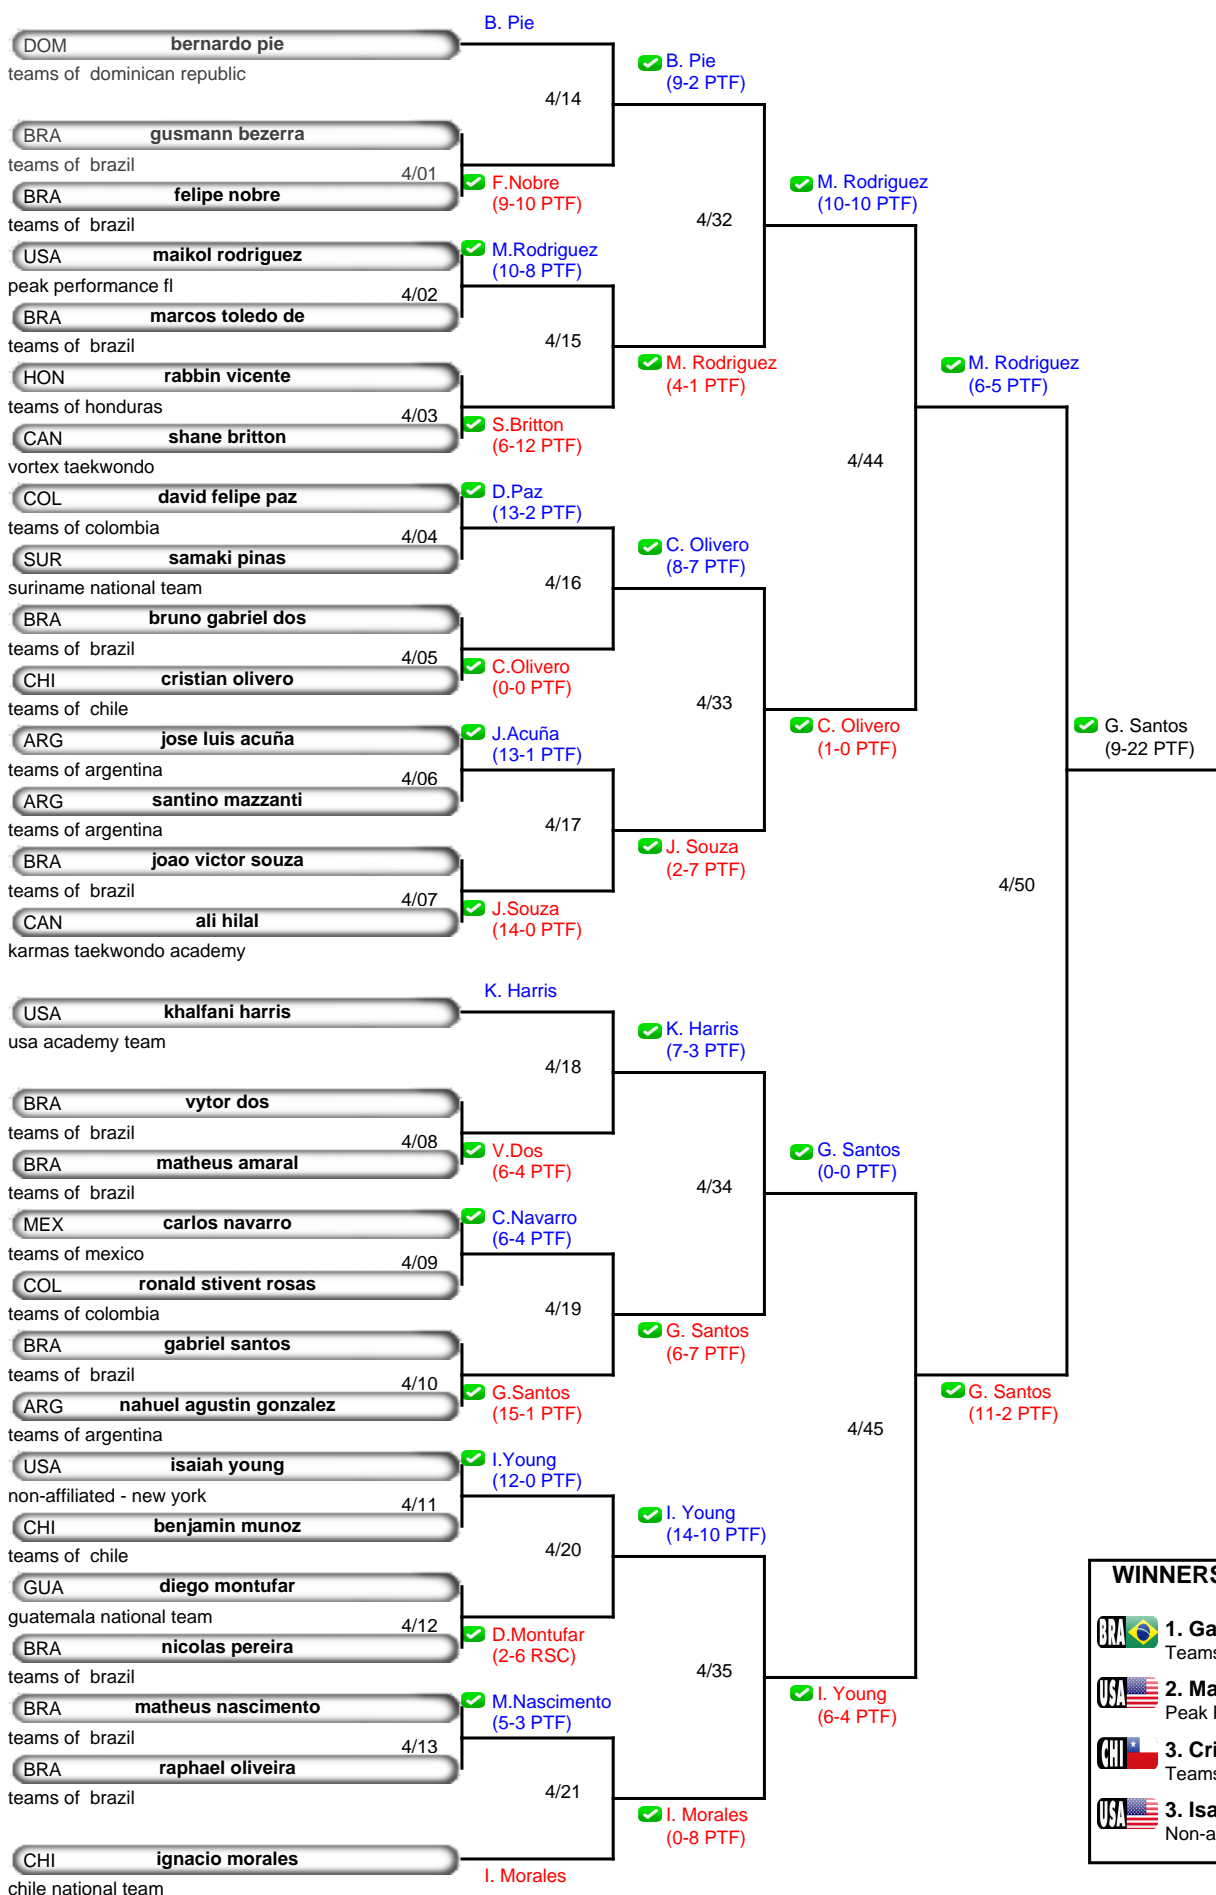 B. Pie
DOM bernardo pie
teams of dominican republic
B. Pie
(9-2 PTF)
4/14
BRA gusmann bezerra
teams of brazil
4/01
F.Nobre
(9-10 PTF)
BRA felipe nobre
teams of brazil
M. Rodriguez
(10-10 PTF)
4/32
USA maikol rodriguez
peak performance fl
M.Rodriguez
(10-8 PTF)
4/02
BRA marcos toledo de
teams of brazil
4/15
M. Rodriguez
(4-1 PTF)
HON rabbin vicente
teams of honduras
4/03
S.Britton
(6-12 PTF)
CAN shane britton
vortex taekwondo
M. Rodriguez
(6-5 PTF)
4/44
COL david felipe paz
teams of colombia
D.Paz
(13-2 PTF)
4/04
SUR samaki pinas
suriname national team
C. Olivero
(8-7 PTF)
4/16
BRA bruno gabriel dos
teams of brazil
4/05
C.Olivero
(0-0 PTF)
CHI cristian olivero
teams of chile
4/33
C. Olivero
(1-0 PTF)
ARG jose luis acuña
teams of argentina
J.Acuña
(13-1 PTF)
4/06
G. Santos
(9-22 PTF)
ARG santino mazzanti
teams of argentina
4/17
J. Souza
(2-7 PTF)
BRA joao victor souza
teams of brazil
4/07
J.Souza
(14-0 PTF)
CAN ali hilal
karmas taekwondo academy
4/50
K. Harris
USA khalfani harris
usa academy team
K. Harris
(7-3 PTF)
4/18
BRA vytor dos
teams of brazil
4/08
V.Dos
(6-4 PTF)
BRA matheus amaral
teams of brazil
G. Santos
(0-0 PTF)
4/34
MEX carlos navarro
teams of mexico
C.Navarro
(6-4 PTF)
4/09
COL ronald stivent rosas
teams of colombia
4/19
G. Santos
(6-7 PTF)
BRA gabriel santos
teams of brazil
4/10
G.Santos
(15-1 PTF)
ARG nahuel agustin gonzalez
teams of argentina
G. Santos
(11-2 PTF)
4/45
USA isaiah young
non-affiliated - new york
I.Young
(12-0 PTF)
4/11
CHI benjamin munoz
teams of chile
I. Young
(14-10 PTF)
4/20
GUA diego montufar
guatemala national team
4/12
D.Montufar
(2-6 RSC)
BRA nicolas pereira
teams of brazil
4/35
I. Young
(6-4 PTF)
BRA matheus nascimento
teams of brazil
M.Nascimento
(5-3 PTF)
4/13
BRA raphael oliveira
teams of brazil
4/21
I. Morales
(0-8 PTF)
CHI ignacio morales
I. Morales
chile national team
WINNERS
BRA 1. Ga
Teams
USA 2. Ma
Peak
CHI 3. Cri
Teams
USA 3. Isa
Non-a